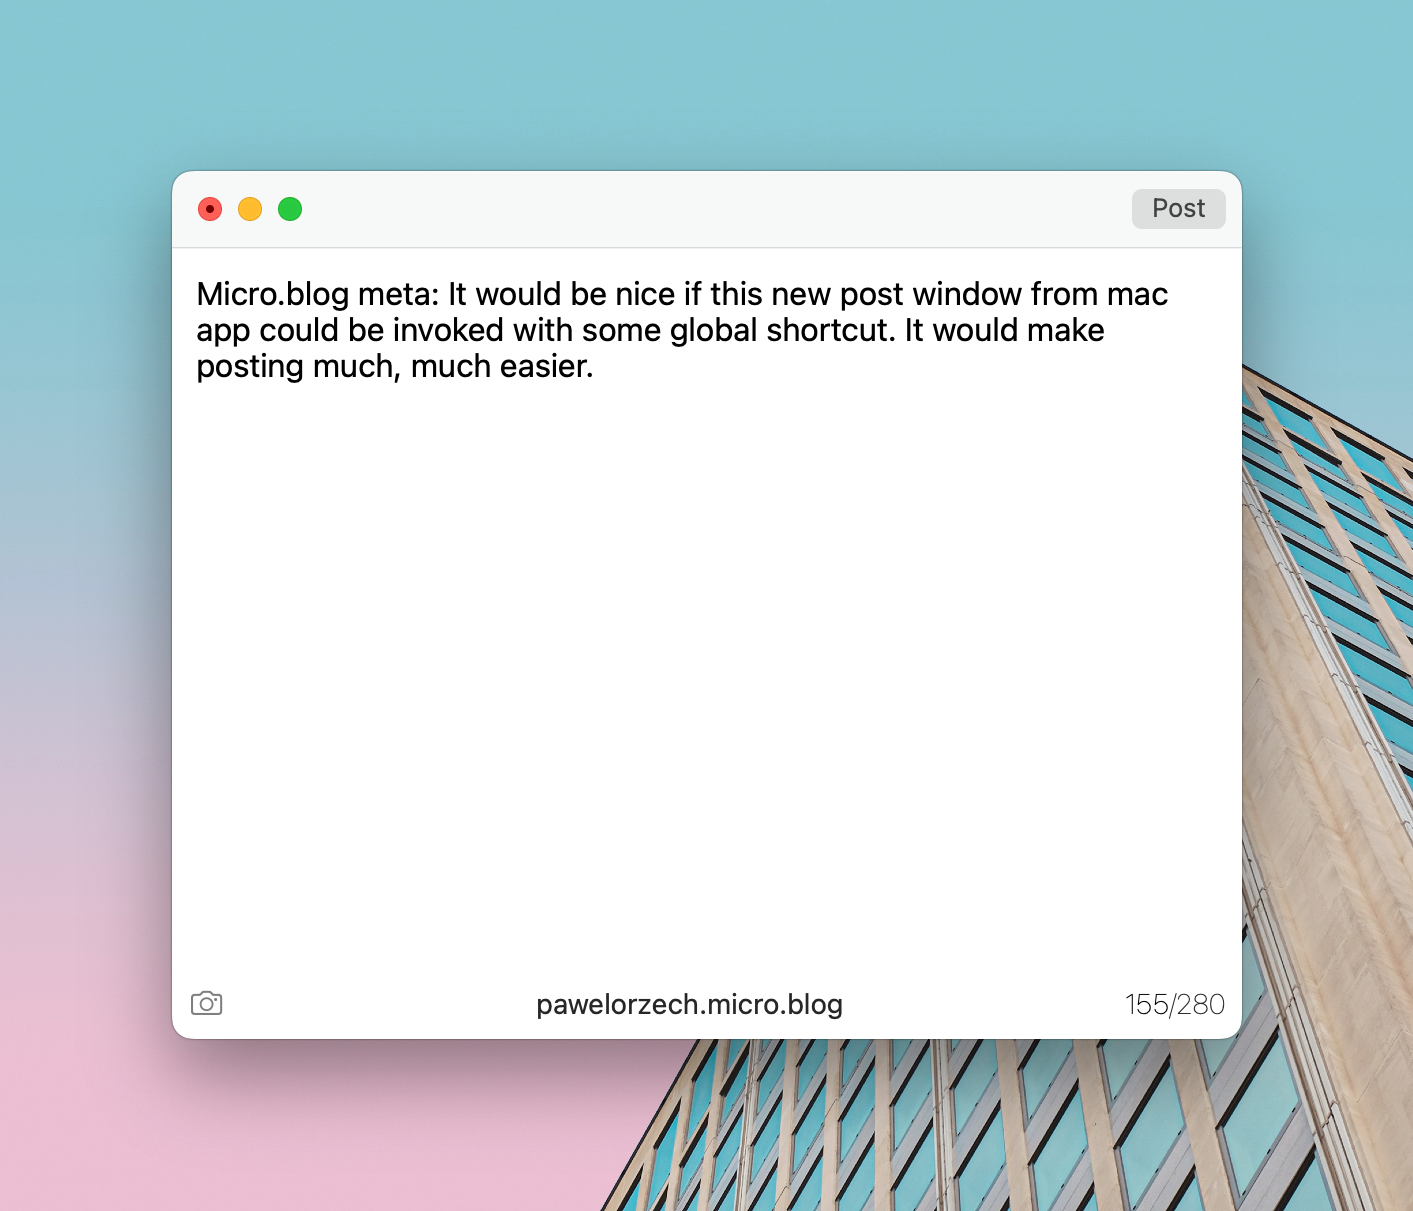 Post
Micro.blog meta: It would be nice if this new post window from mac
app could be invoked with some global shortcut. It would make
posting much, much easier.
pawelorzech.micro.blog
155/280